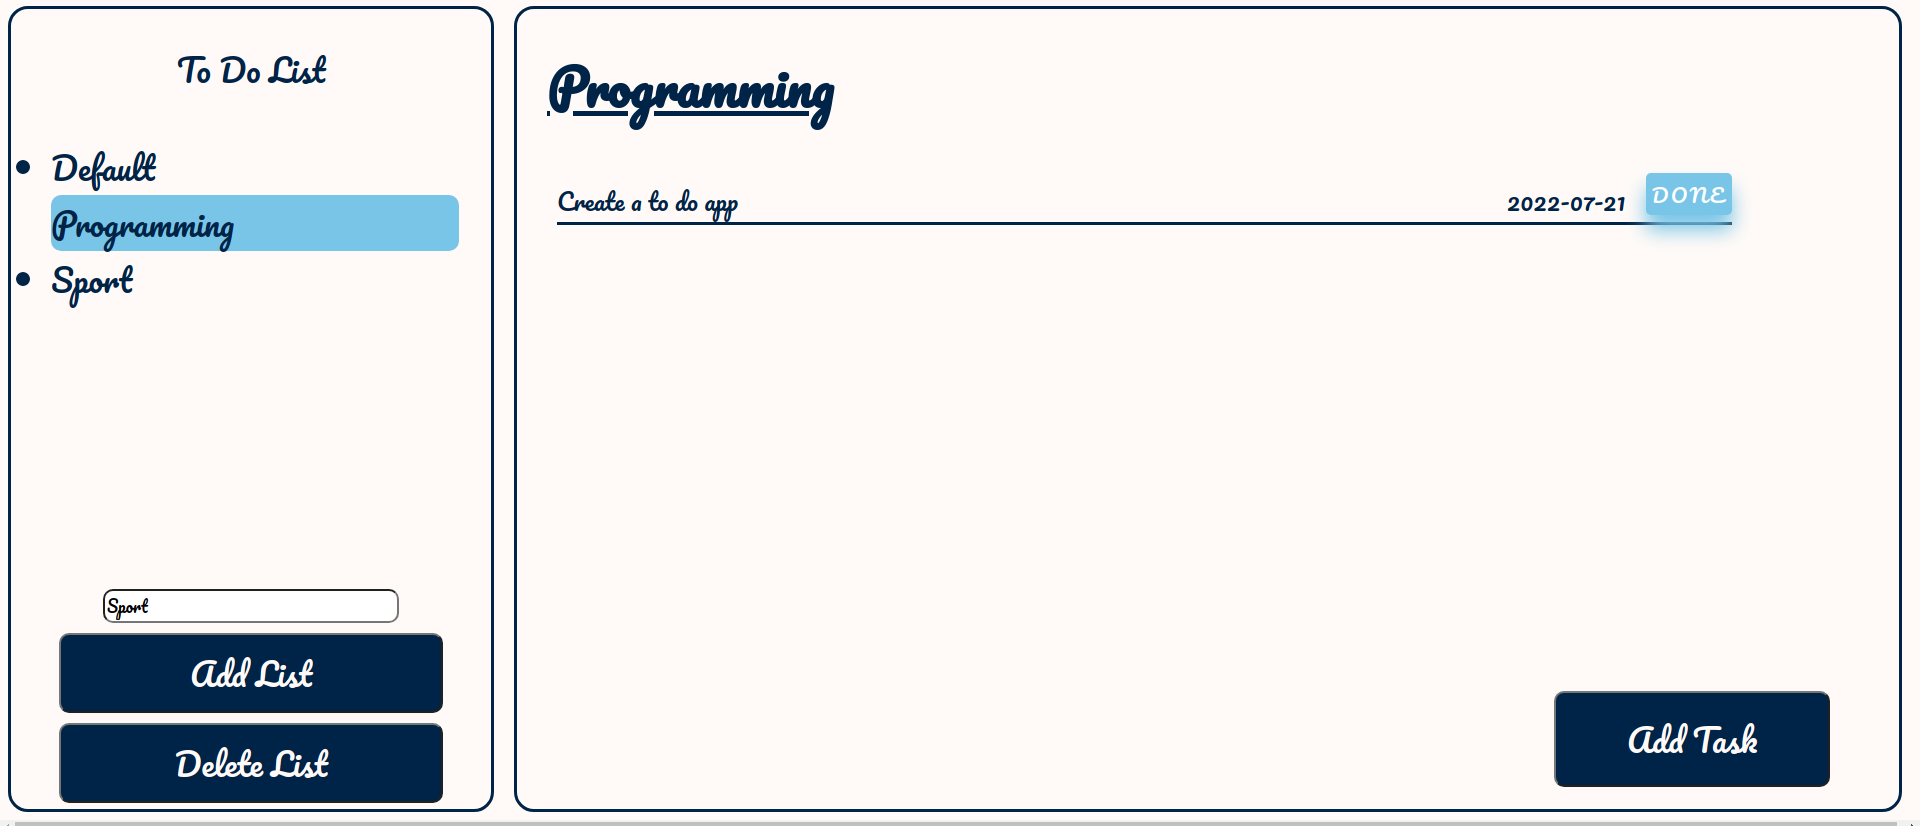 To Do List
Default
Programming
Sport
Sport
Add List
Delete List
Programming
Create a to do app 2022-07-21 DONE
Add Task